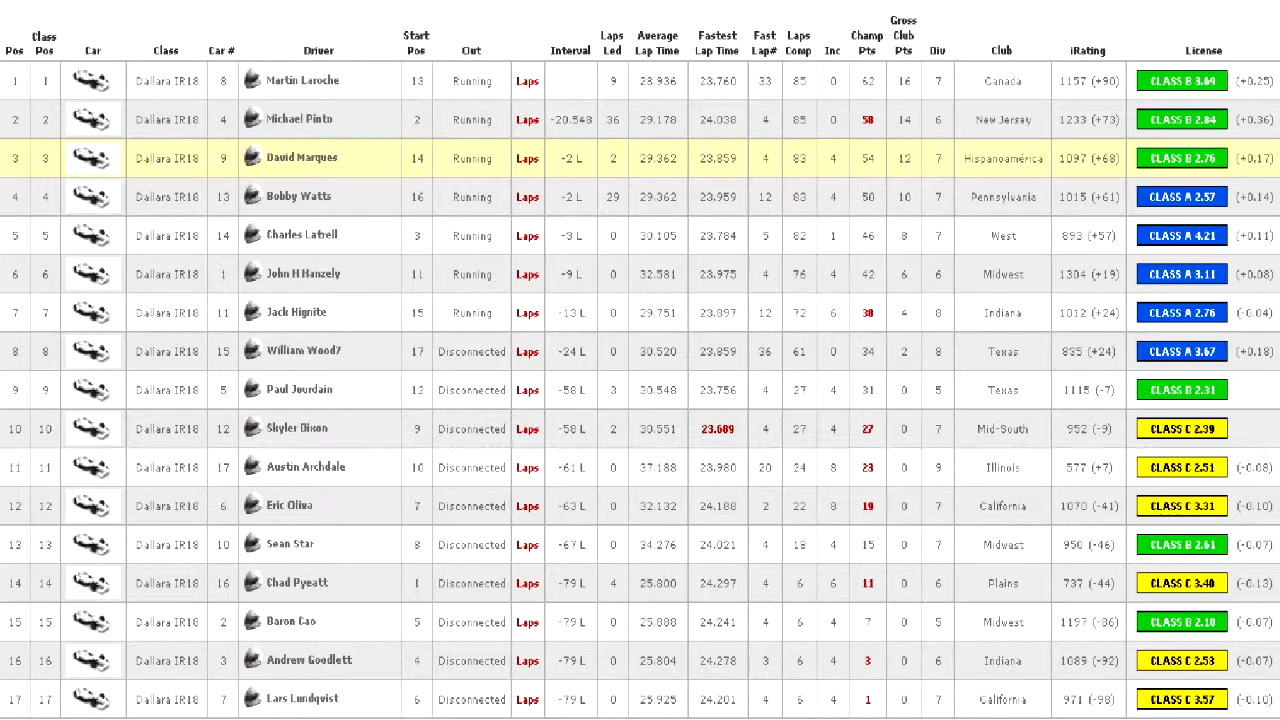 Pos Class Pos Car Class Car # Driver Start Pos Out Interval Laps Led Average Lap Time Fastest Lap Time Fast Lap# Laps Comp Inc Champ Pts Gross Club Pts Div Club iRating License
1 1 Dallara IR18 8 Martin Laroche 13 Running Laps 9 28.936 23.760 33 85 0 62 16 7 Canada 1157 (+90) CLASS B 3.69 (+0.25)
2 2 Dallara IR18 4 Michael Pinto 2 Running Laps -20.548 36 29.178 24.038 4 85 0 58 14 6 New Jersey 1233 (+73) CLASS B 2.84 (+0.36)
3 3 Dallara IR18 9 David Marques 14 Running Laps -2 L 2 29.362 23.859 4 83 4 54 12 7 Hispanoamérica 1097 (+68) CLASS B 2.76 (+0.17)
4 4 Dallara IR18 13 Bobby Watts 16 Running Laps -2 L 29 29.362 23.959 12 83 4 50 10 7 Pennsylvania 1015 (+61) CLASS A 2.57 (+0.14)
5 5 Dallara IR18 14 Charles Latrell 3 Running Laps -3 L 0 30.105 23.784 5 82 1 46 8 7 West 893 (+57) CLASS A 4.21 (+0.11)
6 6 Dallara IR18 1 John H Hanzely 11 Running Laps -9 L 0 32.581 23.975 4 76 4 42 6 6 Midwest 1304 (+19) CLASS A 3.11 (+0.08)
7 7 Dallara IR18 11 Jack Hignite 15 Running Laps -13 L 0 29.751 23.897 12 72 6 38 4 8 Indiana 1012 (+24) CLASS A 2.76 (-0.04)
8 8 Dallara IR18 15 William Wood7 17 Disconnected Laps -24 L 0 30.520 23.859 36 61 0 34 2 8 Texas 835 (+24) CLASS A 3.67 (+0.18)
9 9 Dallara IR18 5 Paul Jourdain 12 Disconnected Laps -58 L 3 30.548 23.756 4 27 4 31 0 5 Texas 1115 (-7) CLASS B 2.31
10 10 Dallara IR18 12 Skyler Dixon 9 Disconnected Laps -58 L 2 30.551 23.689 4 27 4 27 0 7 Mid-South 952 (-9) CLASS C 2.39
11 11 Dallara IR18 17 Austin Archdale 10 Disconnected Laps -61 L 0 37.188 23.980 20 24 8 23 0 9 Illinois 577 (+7) CLASS C 2.51 (-0.08)
12 12 Dallara IR18 6 Eric Oliva 7 Disconnected Laps -63 L 0 32.132 24.186 2 22 8 19 0 7 California 1070 (-41) CLASS C 3.31 (-0.10)
13 13 Dallara IR18 10 Sean Star 8 Disconnected Laps -67 L 0 34.276 24.021 4 18 4 15 0 7 Midwest 950 (-46) CLASS B 2.61 (-0.07)
14 14 Dallara IR18 16 Chad Pyeatt 1 Disconnected Laps -79 L 4 25.800 24.297 4 6 6 11 0 6 Plains 737 (-44) CLASS C 3.40 (-0.13)
15 15 Dallara IR18 2 Baron Cao 5 Disconnected Laps -79 L 0 25.888 24.241 4 6 4 7 0 5 Midwest 1197 (-86) CLASS B 2.18 (-0.07)
16 16 Dallara IR18 3 Andrew Goodlett 4 Disconnected Laps -79 L 0 25.804 24.278 3 6 4 3 0 6 Indiana 1089 (-92) CLASS C 2.53 (-0.07)
17 17 Dallara IR18 7 Lars Lundqvist 6 Disconnected Laps -79 L 0 25.925 24.201 4 6 4 1 0 7 California 971 (-98) CLASS C 3.57 (-0.10)